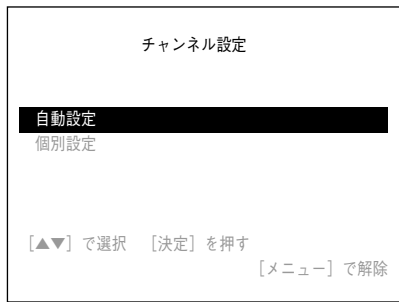 チャンネル設定
自動設定
個別設定
［▲▼］で選択　［決定］を押す
［メニュー］で解除